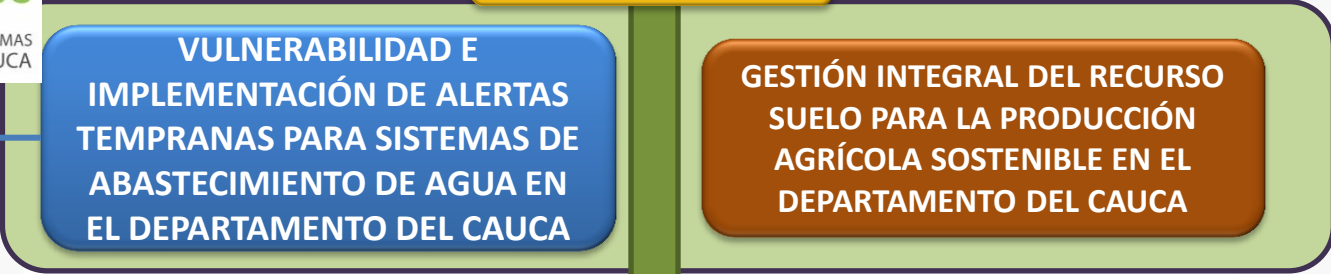 VULNERABILIDAD E
IMPLEMENTACIÓN DE ALERTAS
TEMPRANAS PARA SISTEMAS DE
ABASTECIMIENTO DE AGUA EN
EL DEPARTAMENTO DEL CAUCA
GESTIÓN INTEGRAL DEL RECURSO
SUELO PARA LA PRODUCCIÓN
AGRÍCOLA SOSTENIBLE EN EL
DEPARTAMENTO DEL CAUCA